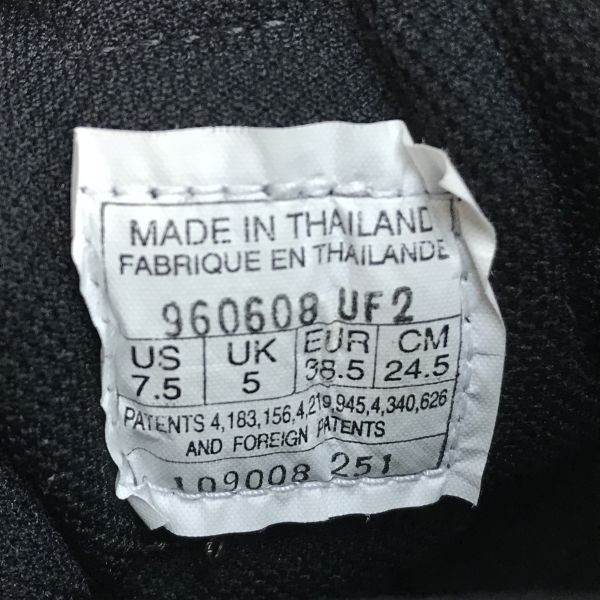 MADE IN THAILAND
FABRIQUE EN THAILANDE
960608 UF2
US UK EUR CM
7.5 5 38.5 24.5
PATENTS 4,183,156,4,219,945,4,340,626
AND FOREIGN PATENTS
109008 251